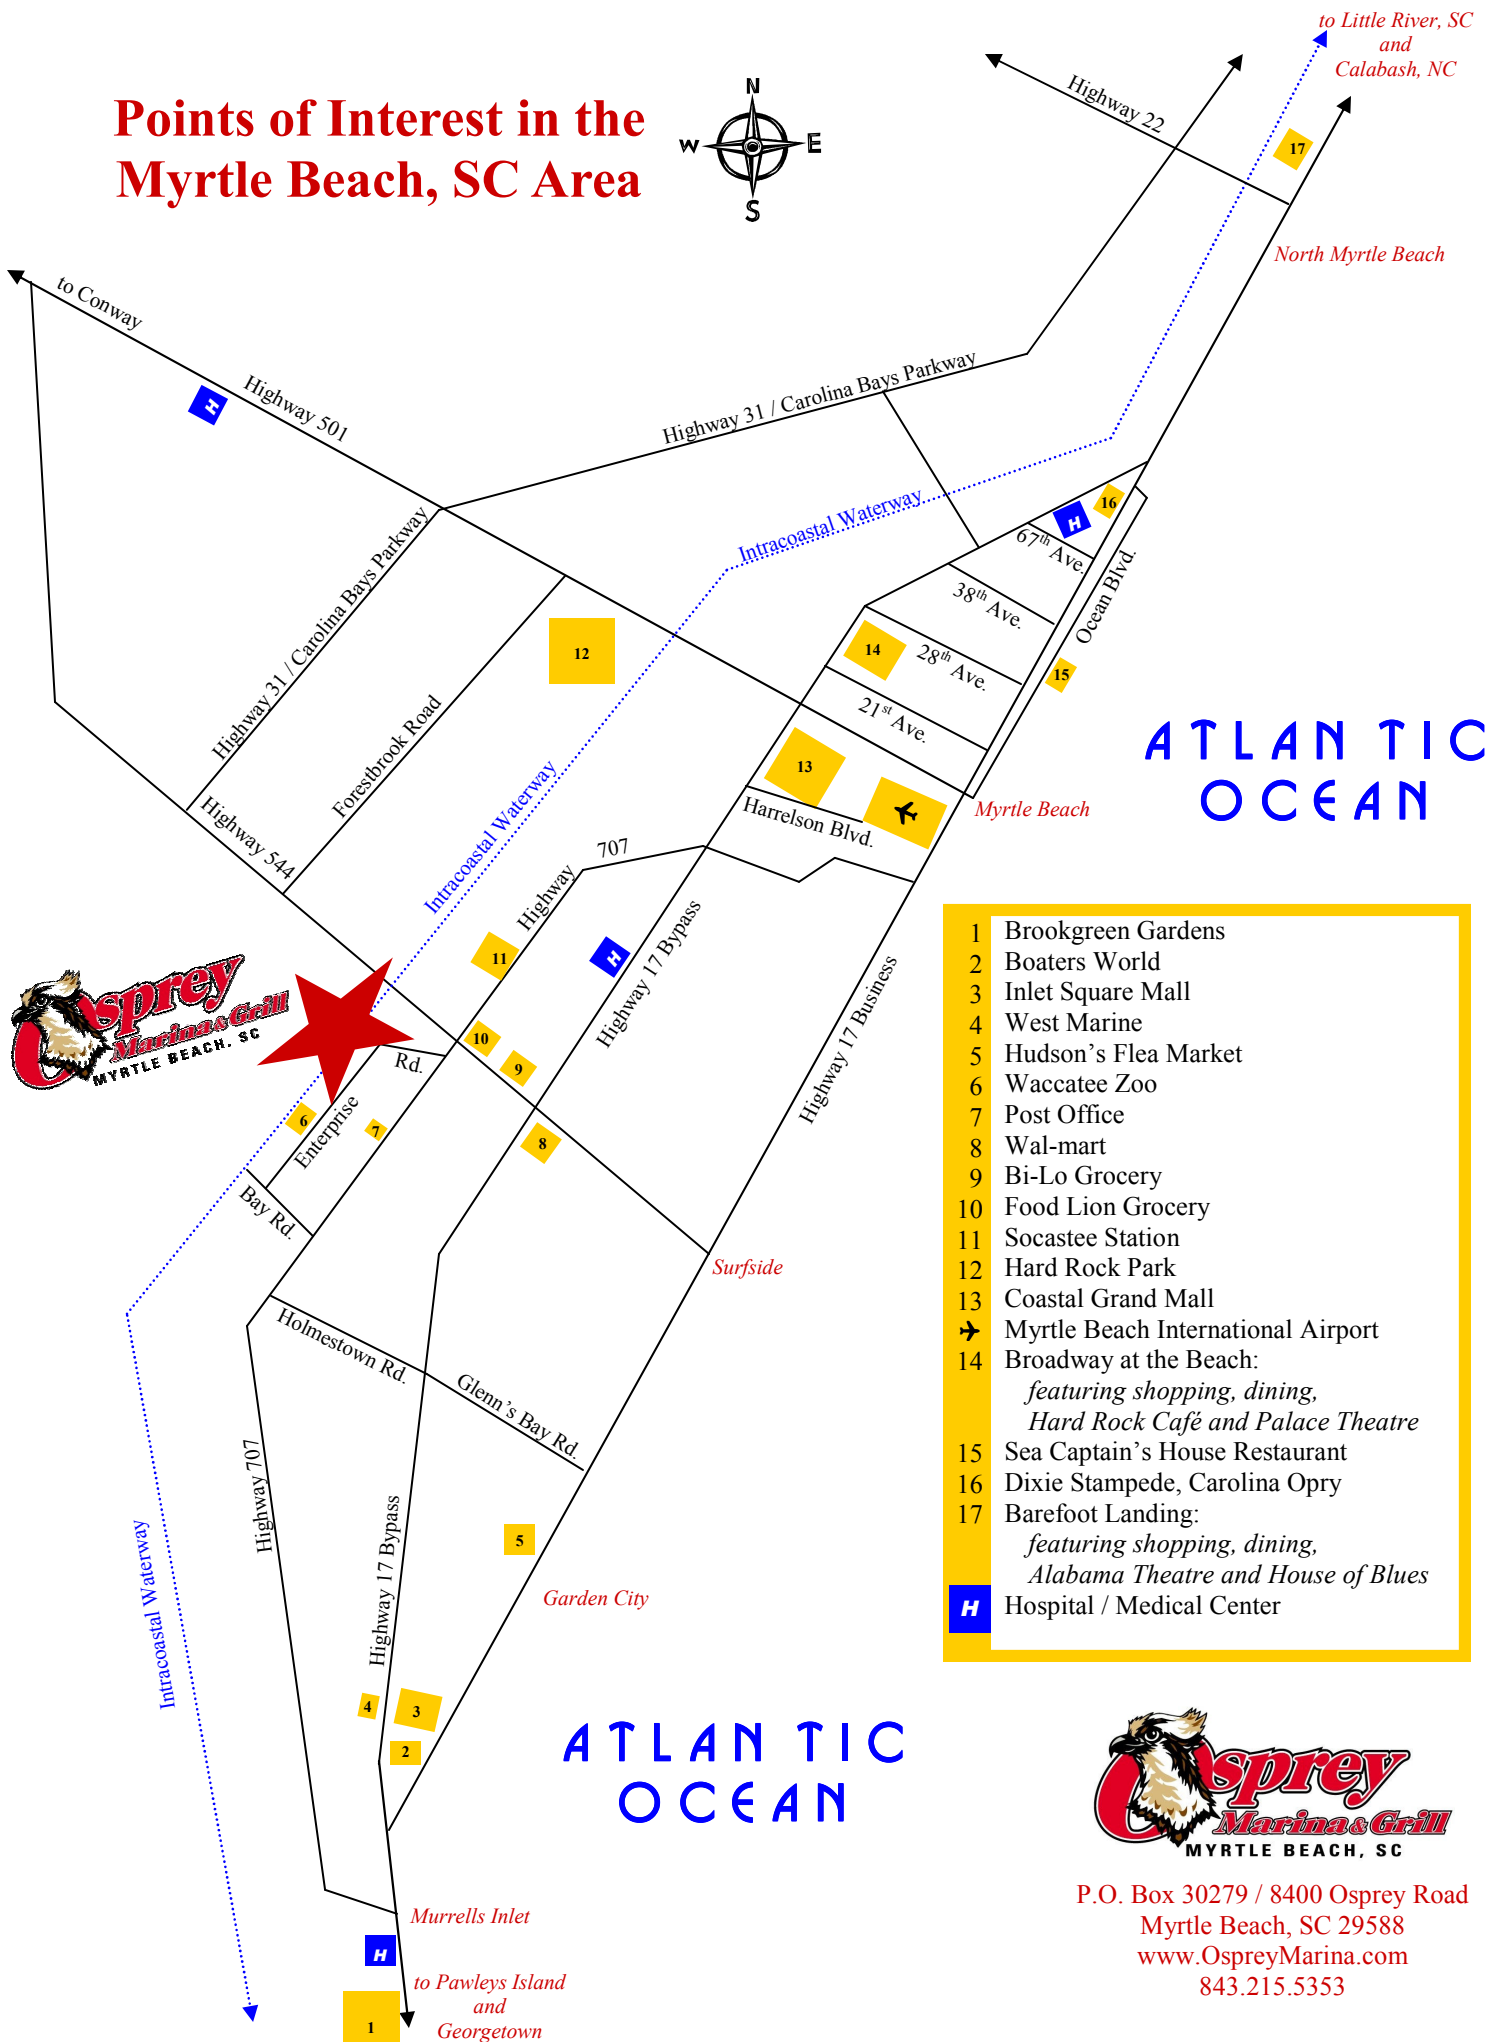 to Little River, SC
and
Calabash, NC
Points of Interest in the
Myrtle Beach, SC Area
N
W
E
S
Highway 22
17
North Myrtle Beach
to Conway
Highway 501
H
Highway 31 / Carolina Bays Parkway
Intracoastal Waterway
16
H
67th Ave.
38th Ave.
Ocean Blvd.
28th Ave.
14
15
21st Ave.
Highway 31 / Carolina Bays Parkway
12
Forestbrook Road
13
Harrelson Blvd.
Myrtle Beach
ATLANTIC
OCEAN
Highway 544
Intracoastal Waterway
Highway
707
11
H
Highway 17 Bypass
Highway 17 Business
Osprey
Marina & Grill
MYRTLE BEACH, SC
10
9
8
Rd.
Enterprise
6
7
Bay Rd.
Surfside
Holmestown Rd.
Glenn's Bay Rd.
Highway 707
Highway 17 Bypass
Intracoastal Waterway
5
Garden City
4
3
2
ATLANTIC
OCEAN
Murrells Inlet
H
to Pawleys Island
and
Georgetown
1
1 Brookgreen Gardens
2 Boaters World
3 Inlet Square Mall
4 West Marine
5 Hudson's Flea Market
6 Waccatee Zoo
7 Post Office
8 Wal-mart
9 Bi-Lo Grocery
10 Food Lion Grocery
11 Socastee Station
12 Hard Rock Park
13 Coastal Grand Mall
Myrtle Beach International Airport
14 Broadway at the Beach:
featuring shopping, dining,
Hard Rock Café and Palace Theatre
15 Sea Captain's House Restaurant
16 Dixie Stampede, Carolina Opry
17 Barefoot Landing:
featuring shopping, dining,
Alabama Theatre and House of Blues
H Hospital / Medical Center
Osprey
Marina & Grill
MYRTLE BEACH, SC
P.O. Box 30279 / 8400 Osprey Road
Myrtle Beach, SC 29588
www.OspreyMarina.com
843.215.5353